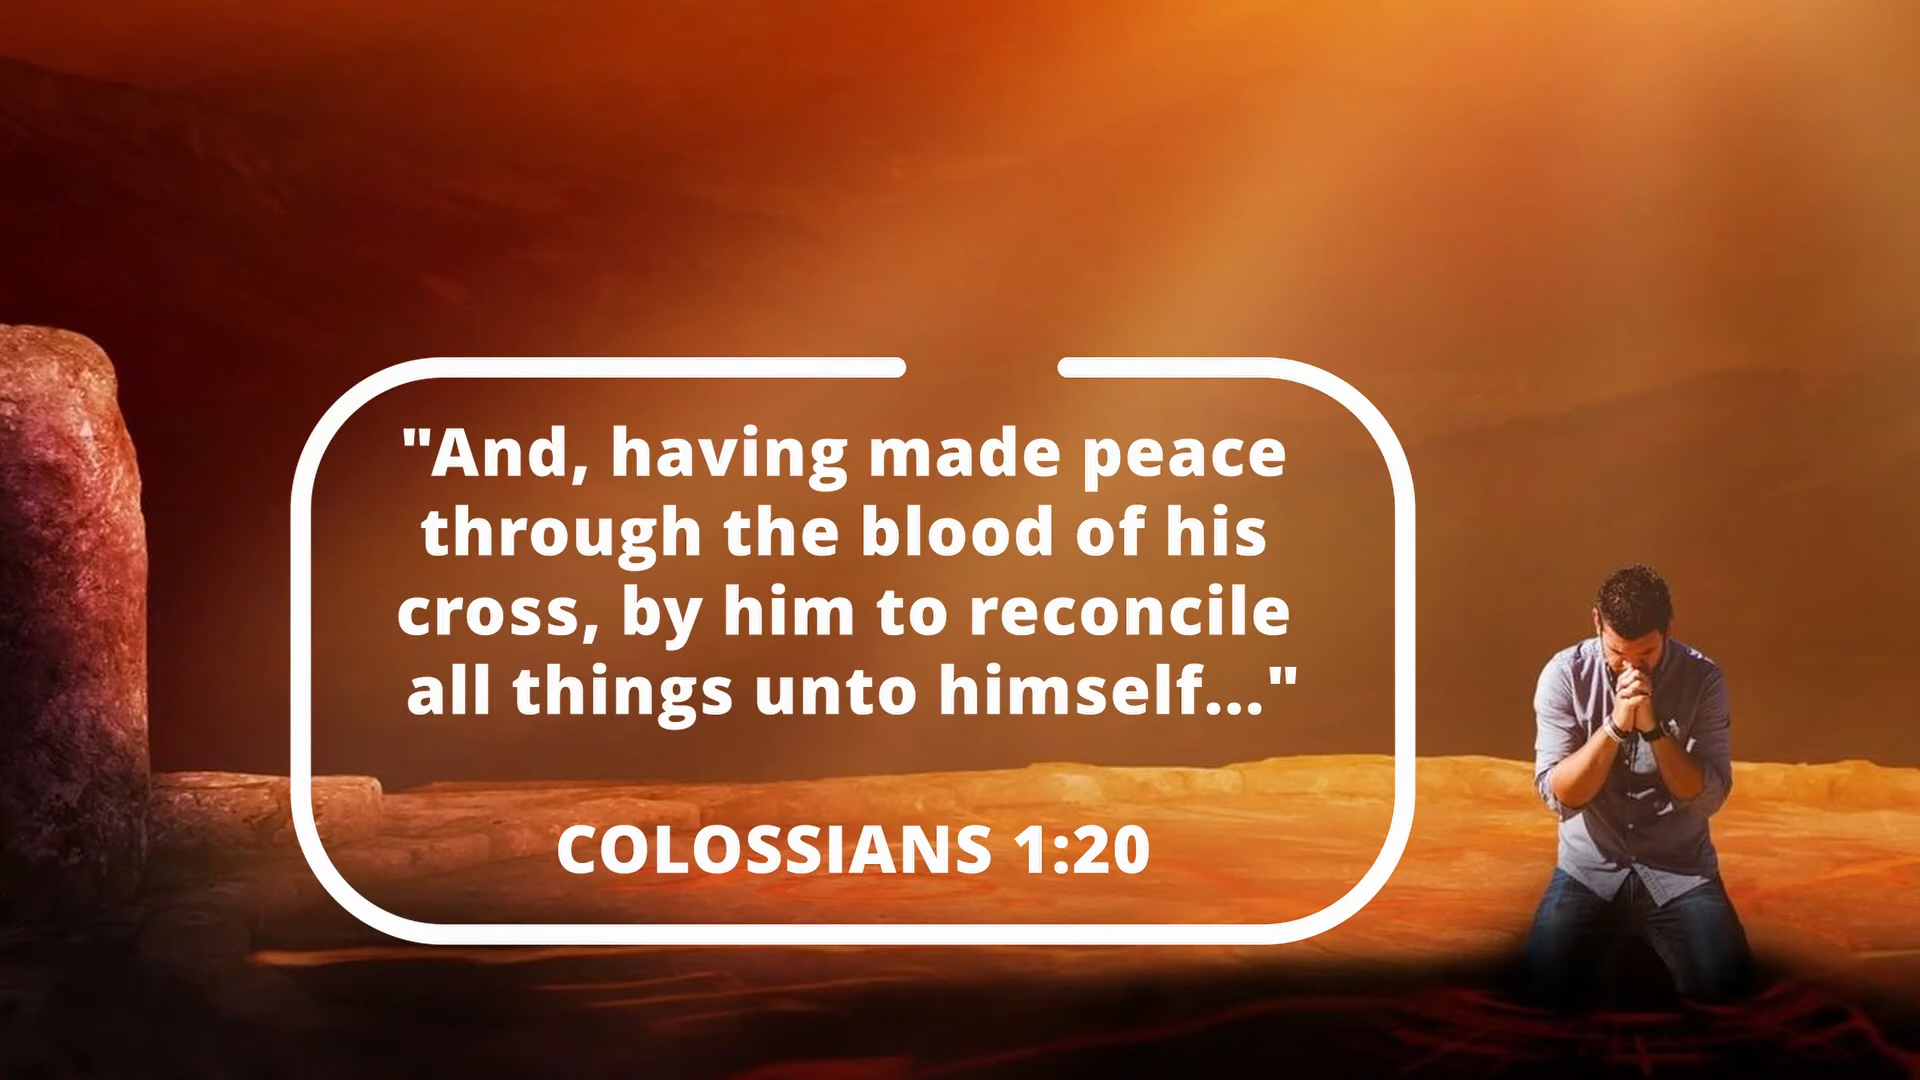 "And, having made peace
through the blood of his
cross, by him to reconcile
all things unto himself..."
COLOSSIANS 1:20